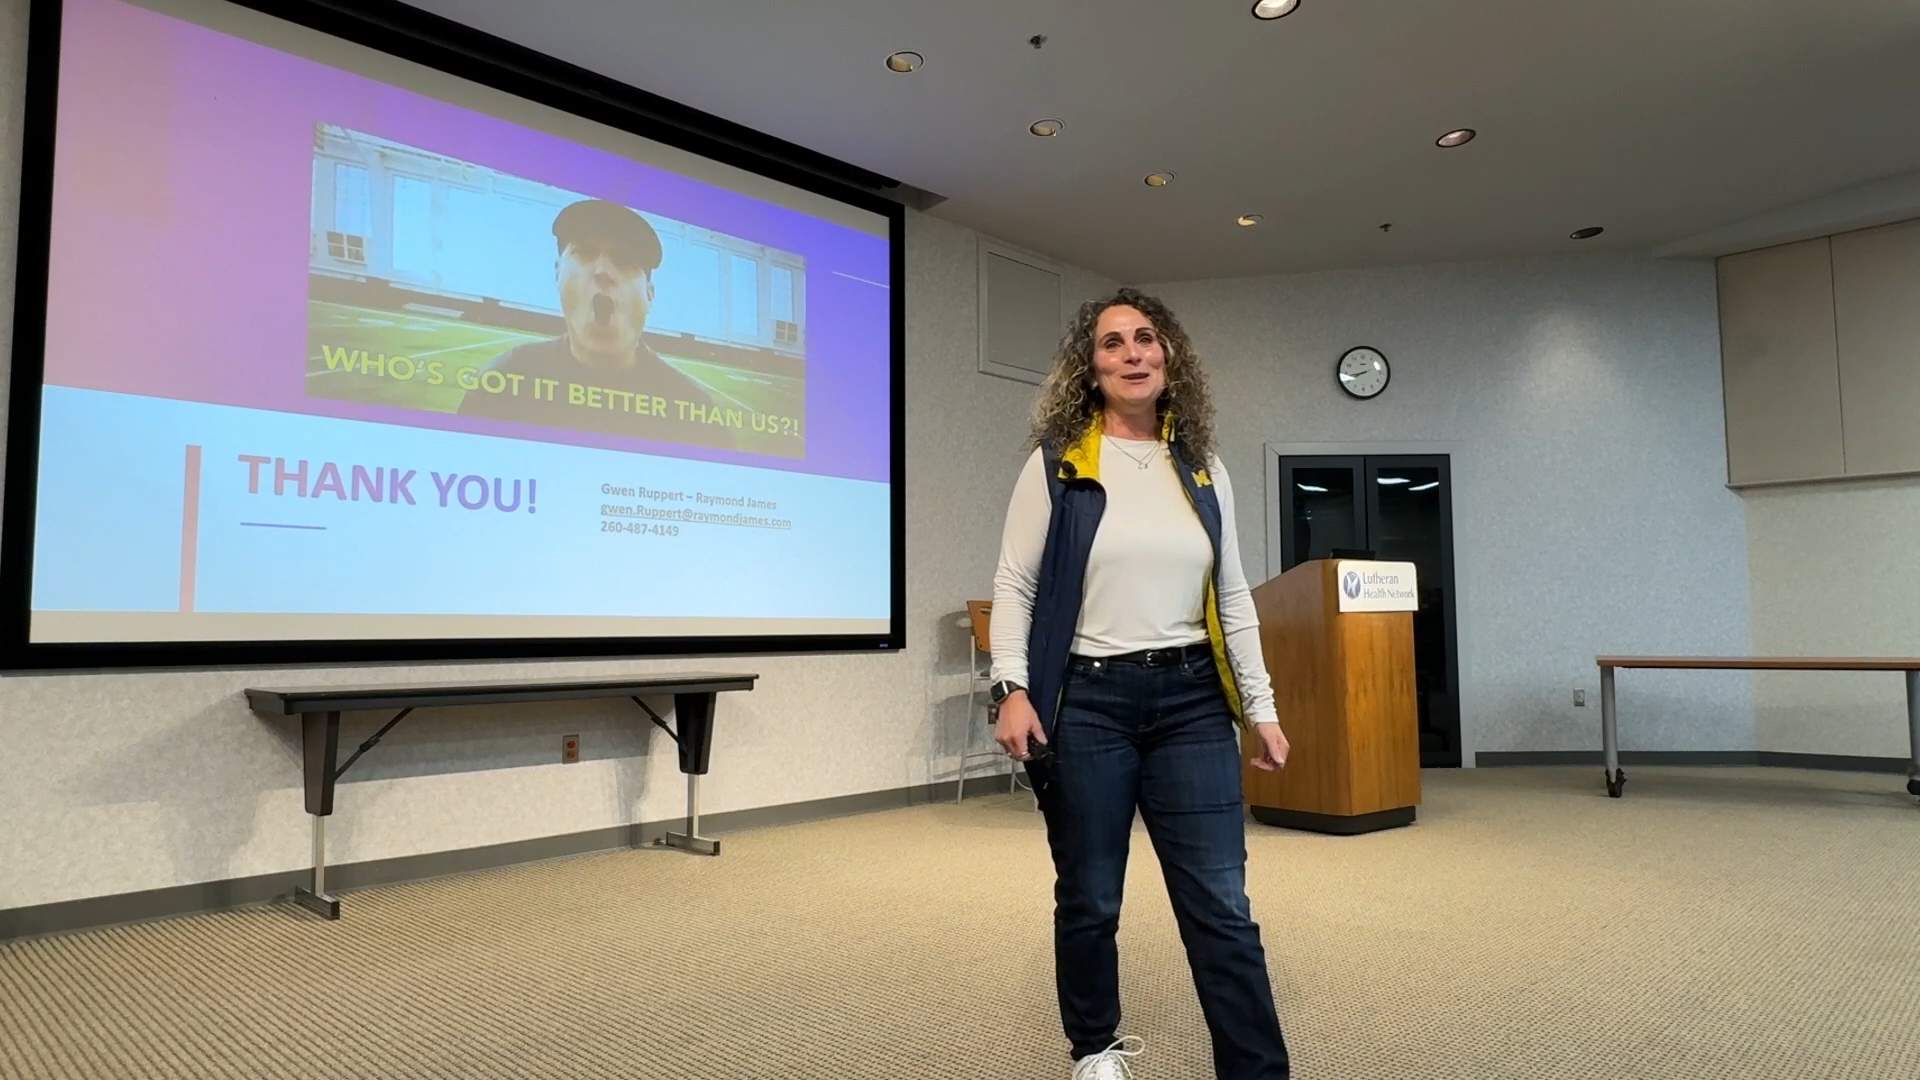 WHO'S GOT IT BETTER THAN US?!
THANK YOU!
Gwen Ruppert – Raymond James
gwen.Ruppert@raymondjames.com
260-487-4149
M
Lutheran
Health Network